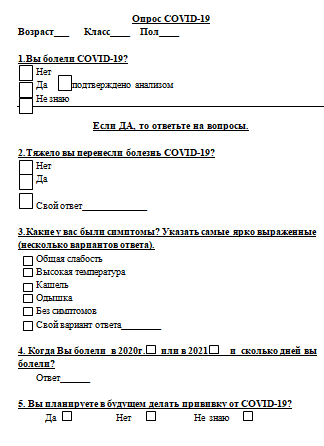 Опрос COVID-19
Возраст___ Класс____ Пол____
1.Вы болели COVID-19?
Нет
Да подтверждено анализом
Не знаю
Если ДА, то ответьте на вопросы.
2.Тяжело вы перенесли болезнь COVID-19?
Нет
Да
Свой ответ_____________
3.Какие у вас были симптомы? Указать самые ярко выраженные
(несколько вариантов ответа).
Общая слабость
Высокая температура
Кашель
Одышка
Без симптомов
Свой вариант ответа________
4. Когда Вы болели в 2020г. или в 2021 и сколько дней вы
болели?
Ответ______
5. Вы планируете в будущем делать прививку от COVID-19?
Да Нет Не знаю